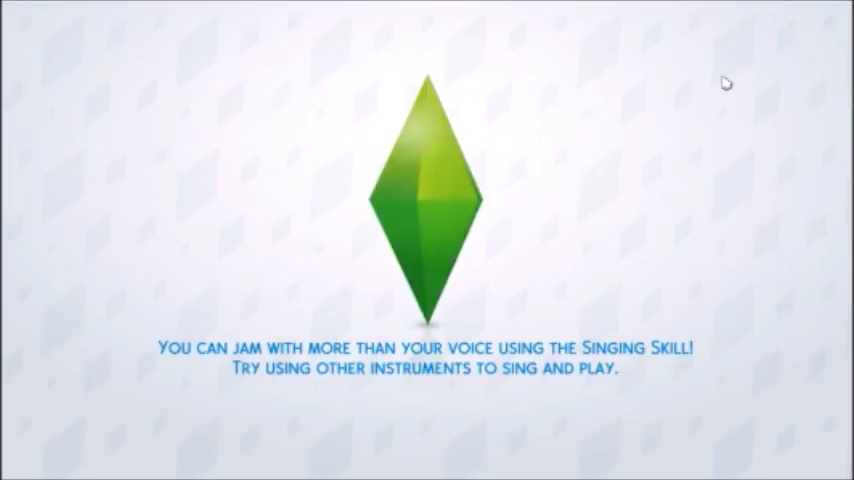 You can jam with more than your voice using the Singing Skill!
Try using other instruments to sing and play.